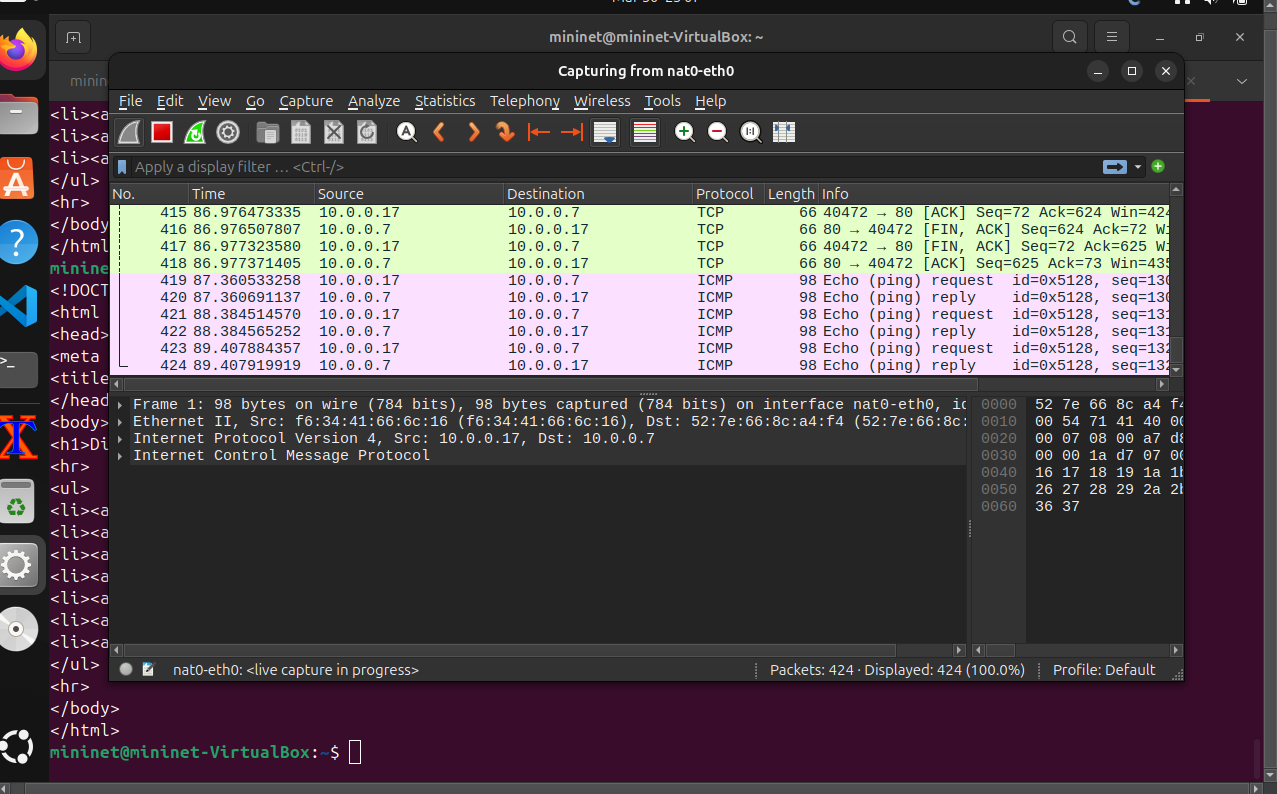 mininet@mininet-VirtualBox: ~
minin
Capturing from nat0-eth0
File Edit View Go Capture Analyze Statistics Telephony Wireless Tools Help
Apply a display filter … <Ctrl-/>
No. Time Source Destination Protocol Length Info
415 86.976473335 10.0.0.17 10.0.0.7 TCP 66 40472 → 80 [ACK] Seq=72 Ack=624 Win=424
416 86.976507807 10.0.0.7 10.0.0.17 TCP 66 80 → 40472 [FIN, ACK] Seq=624 Ack=72 Wi
417 86.977323580 10.0.0.17 10.0.0.7 TCP 66 40472 → 80 [FIN, ACK] Seq=72 Ack=625 Wi
418 86.977371405 10.0.0.7 10.0.0.17 TCP 66 80 → 40472 [ACK] Seq=625 Ack=73 Win=435
419 87.360533258 10.0.0.17 10.0.0.7 ICMP 98 Echo (ping) request id=0x5128, seq=130
420 87.360691137 10.0.0.7 10.0.0.17 ICMP 98 Echo (ping) reply id=0x5128, seq=130
421 88.384514570 10.0.0.17 10.0.0.7 ICMP 98 Echo (ping) request id=0x5128, seq=131
422 88.384565252 10.0.0.7 10.0.0.17 ICMP 98 Echo (ping) reply id=0x5128, seq=131
423 89.407884357 10.0.0.17 10.0.0.7 ICMP 98 Echo (ping) request id=0x5128, seq=132
424 89.407919919 10.0.0.7 10.0.0.17 ICMP 98 Echo (ping) reply id=0x5128, seq=132
Frame 1: 98 bytes on wire (784 bits), 98 bytes captured (784 bits) on interface nat0-eth0, id
Ethernet II, Src: f6:34:41:66:6c:16 (f6:34:41:66:6c:16), Dst: 52:7e:66:8c:a4:f4 (52:7e:66:8c:
Internet Protocol Version 4, Src: 10.0.0.17, Dst: 10.0.0.7
Internet Control Message Protocol
0000 52 7e 66 8c a4 f4
0010 00 54 71 41 40 00
0020 00 07 08 00 a7 d8
0030 00 00 1a d7 07 00
0040 16 17 18 19 1a 1b
0050 26 27 28 29 2a 2b
0060 36 37
nat0-eth0: <live capture in progress>
Packets: 424 · Displayed: 424 (100.0%)
Profile: Default
<li><a
<li><a
<li><a
</ul>
<hr>
</body
</html
minine
<!DOCT
<html
<head>
<meta
<title
</head
<body>
<h1>Di
<hr>
<ul>
<li><a
<li><a
<li><a
<li><a
<li><a
<li><a
<li><a
</ul>
<hr>
</body>
</html>
mininet@mininet-VirtualBox:~$